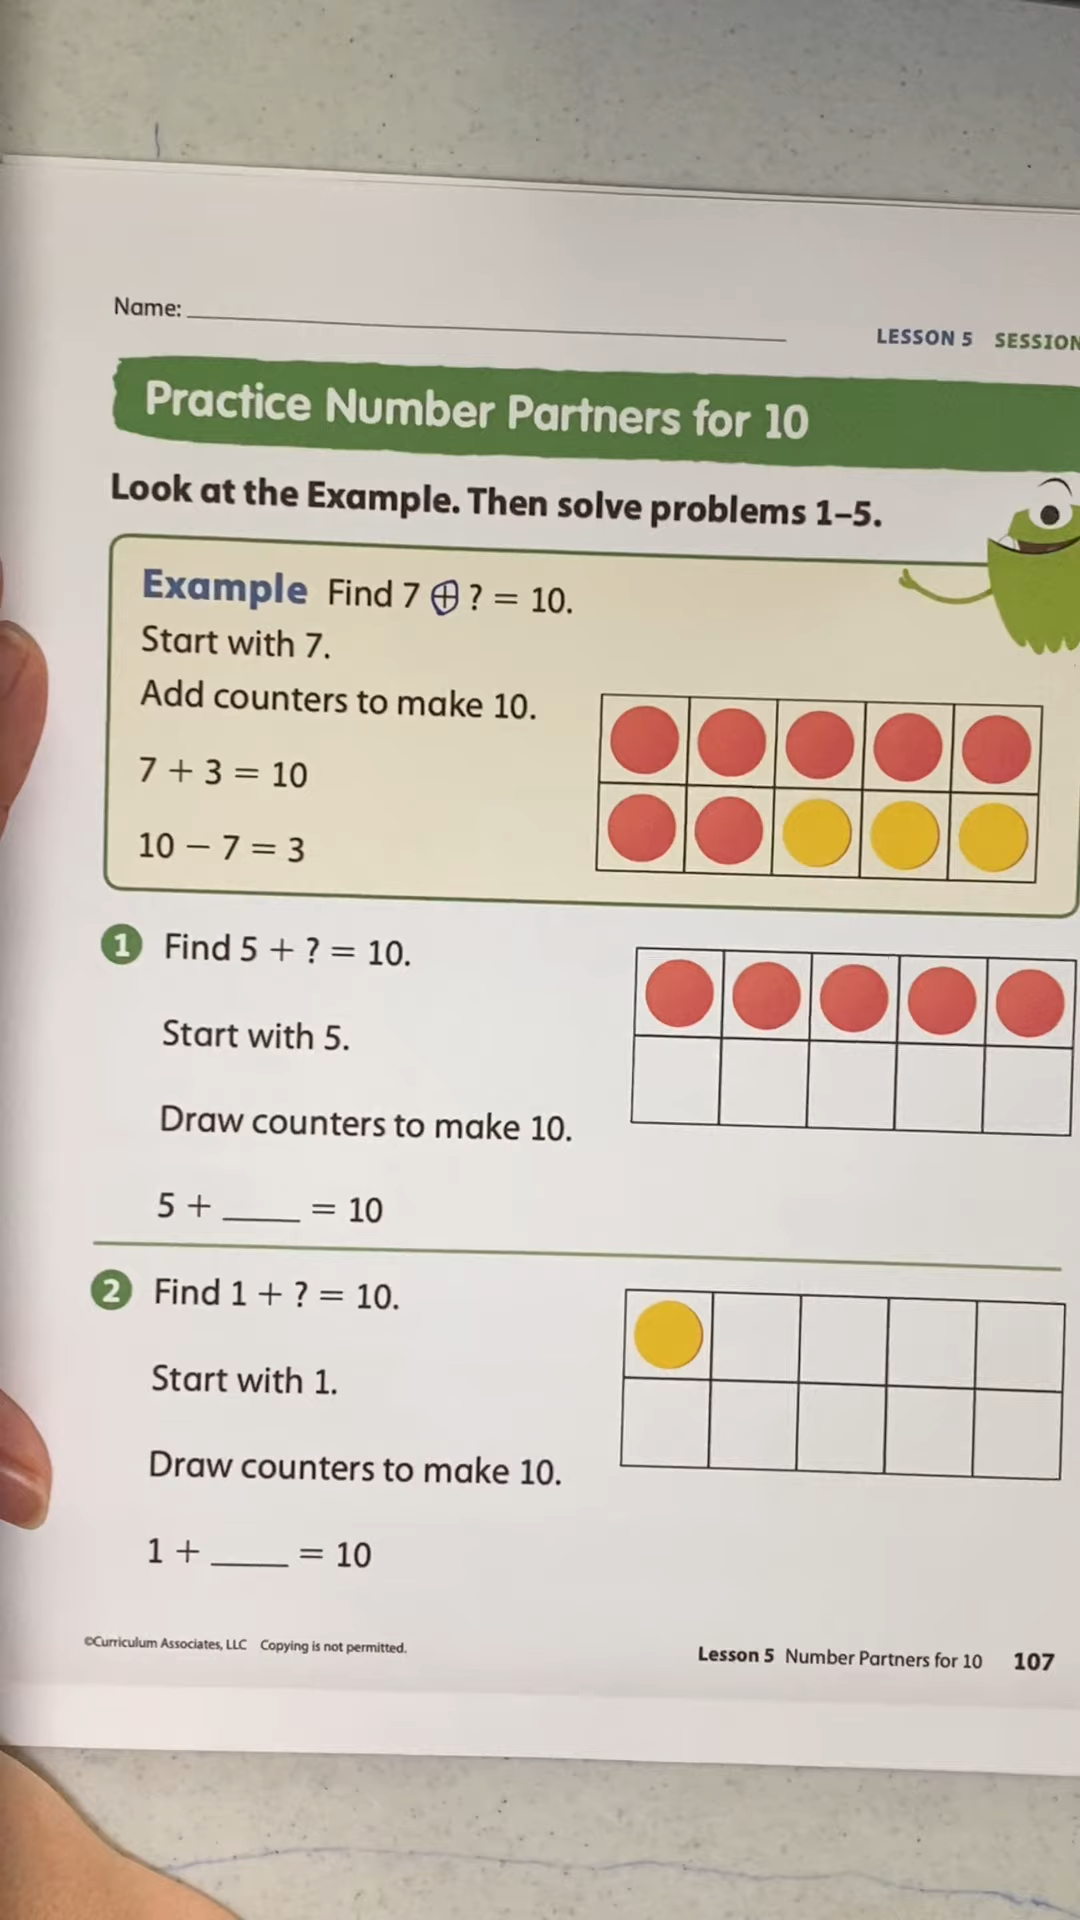 Name:
LESSON 5 SESSION
Practice Number Partners for 10
Look at the Example. Then solve problems 1–5.
Example Find 7 + ? = 10.
Start with 7.
Add counters to make 10.
7 + 3 = 10
10 − 7 = 3
1 Find 5 + ? = 10.
Start with 5.
Draw counters to make 10.
5 + ____ = 10
2 Find 1 + ? = 10.
Start with 1.
Draw counters to make 10.
1 + ____ = 10
©Curriculum Associates, LLC Copying is not permitted.
Lesson 5 Number Partners for 10 107